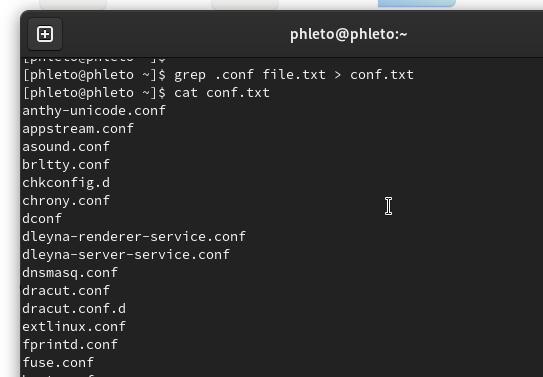 phleto@phleto:~
[phleto@phleto ~]$
[phleto@phleto ~]$ grep .conf file.txt > conf.txt
[phleto@phleto ~]$ cat conf.txt
anthy-unicode.conf
appstream.conf
asound.conf
brltty.conf
chkconfig.d
chrony.conf
dconf
dleyna-renderer-service.conf
dleyna-server-service.conf
dnsmasq.conf
dracut.conf
dracut.conf.d
extlinux.conf
fprintd.conf
fuse.conf